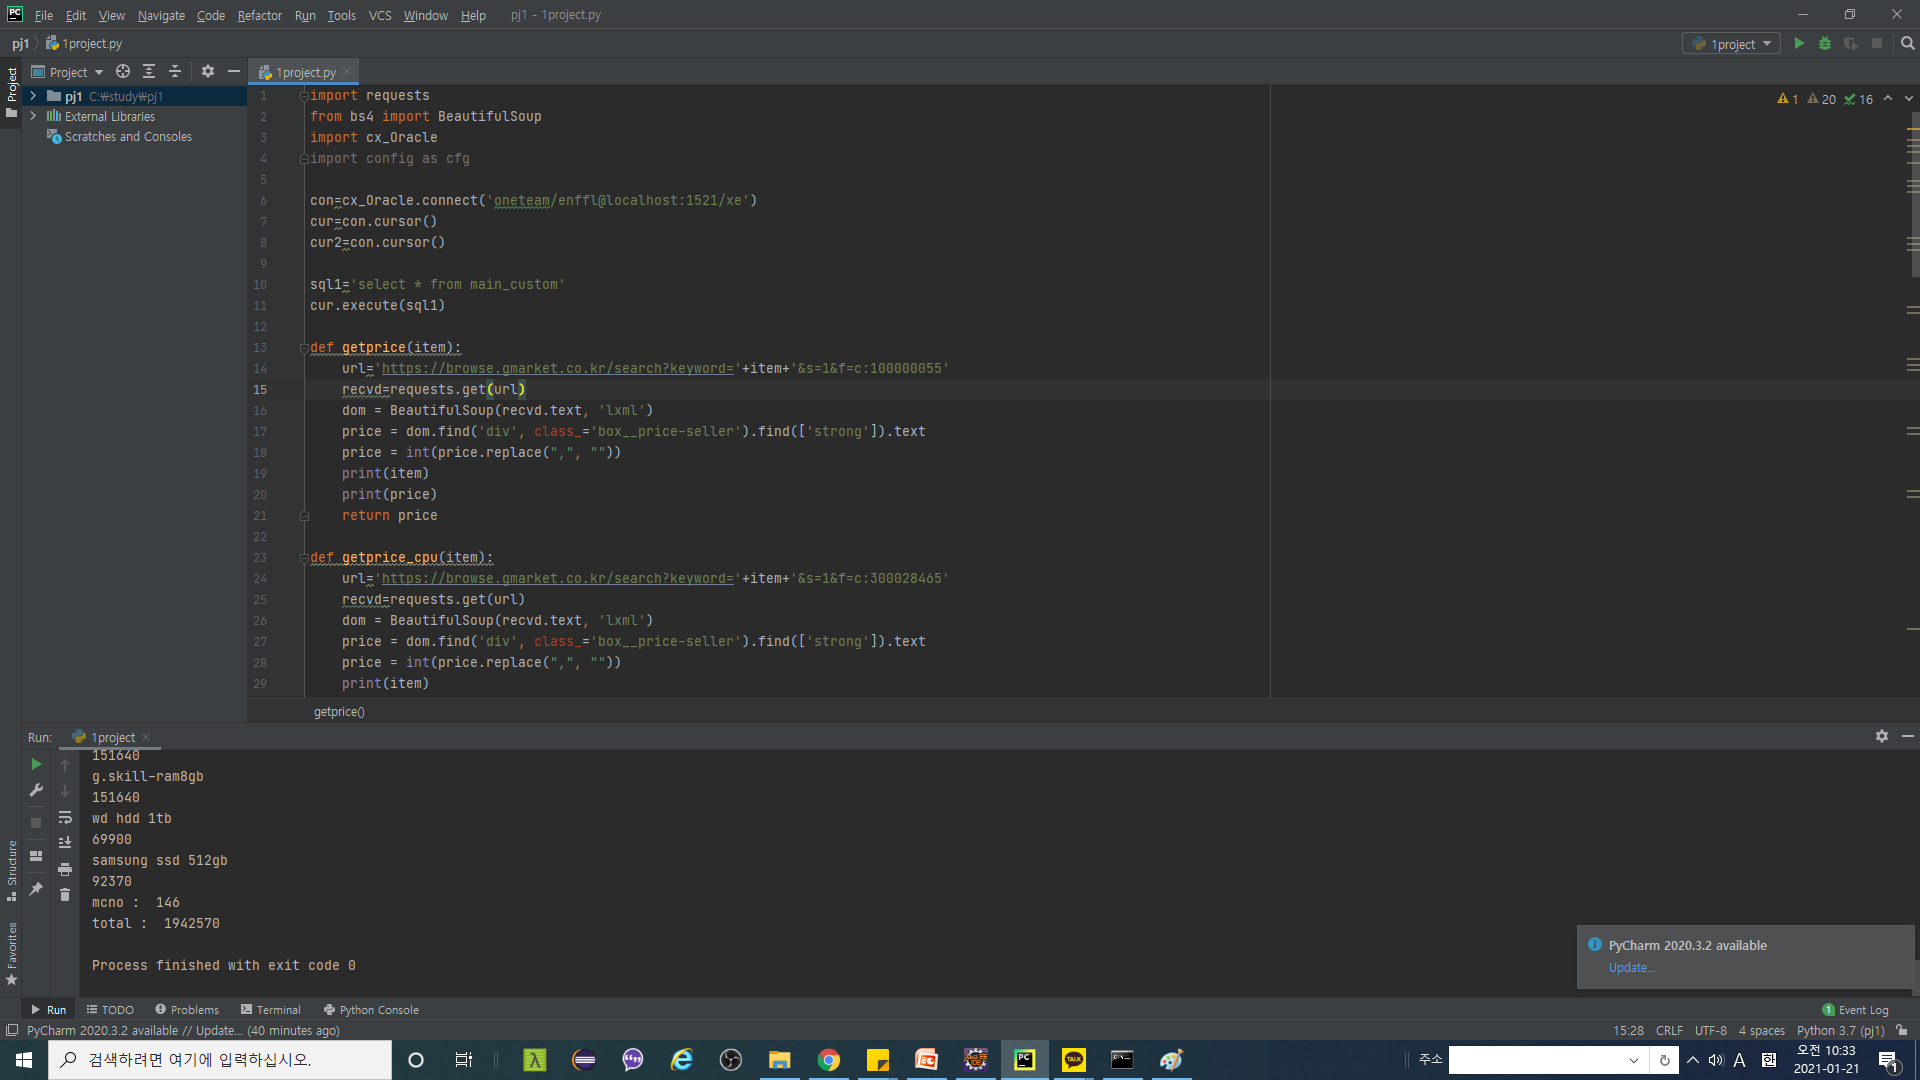 File Edit View Navigate Code Refactor Run Tools VCS Window Help pj1 - 1project.py
pj1 1project.py
1project
Project
Project
1project.py
pj1 C:₩study₩pj1
External Libraries
Scratches and Consoles
1 20 16
1 import requests
2 from bs4 import BeautifulSoup
3 import cx_Oracle
4 import config as cfg
5
6 con=cx_Oracle.connect('oneteam/enffl@localhost:1521/xe')
7 cur=con.cursor()
8 cur2=con.cursor()
9
10 sql1='select * from main_custom'
11 cur.execute(sql1)
12
13 def getprice(item):
14 url='https://browse.gmarket.co.kr/search?keyword='+item+'&s=1&f=c:100000055'
15 recvd=requests.get(url)
16 dom = BeautifulSoup(recvd.text, 'lxml')
17 price = dom.find('div', class_='box__price-seller').find(['strong']).text
18 price = int(price.replace(",", ""))
19 print(item)
20 print(price)
21 return price
22
23 def getprice_cpu(item):
24 url='https://browse.gmarket.co.kr/search?keyword='+item+'&s=1&f=c:300028465'
25 recvd=requests.get(url)
26 dom = BeautifulSoup(recvd.text, 'lxml')
27 price = dom.find('div', class_='box__price-seller').find(['strong']).text
28 price = int(price.replace(",", ""))
29 print(item)
getprice()
Run: 1project
151640
g.skill-ram8gb
151640
wd hdd 1tb
69900
samsung ssd 512gb
92370
mcno :  146
total :  1942570
Process finished with exit code 0
Structure
Favorites
PyCharm 2020.3.2 available
Update...
Run TODO Problems Terminal Python Console
1 Event Log
PyCharm 2020.3.2 available // Update... (40 minutes ago)
15:28 CRLF UTF-8 4 spaces Python 3.7 (pj1)
검색하려면 여기에 입력하십시오.
주소
A 한
오전 10:33
2021-01-21
1